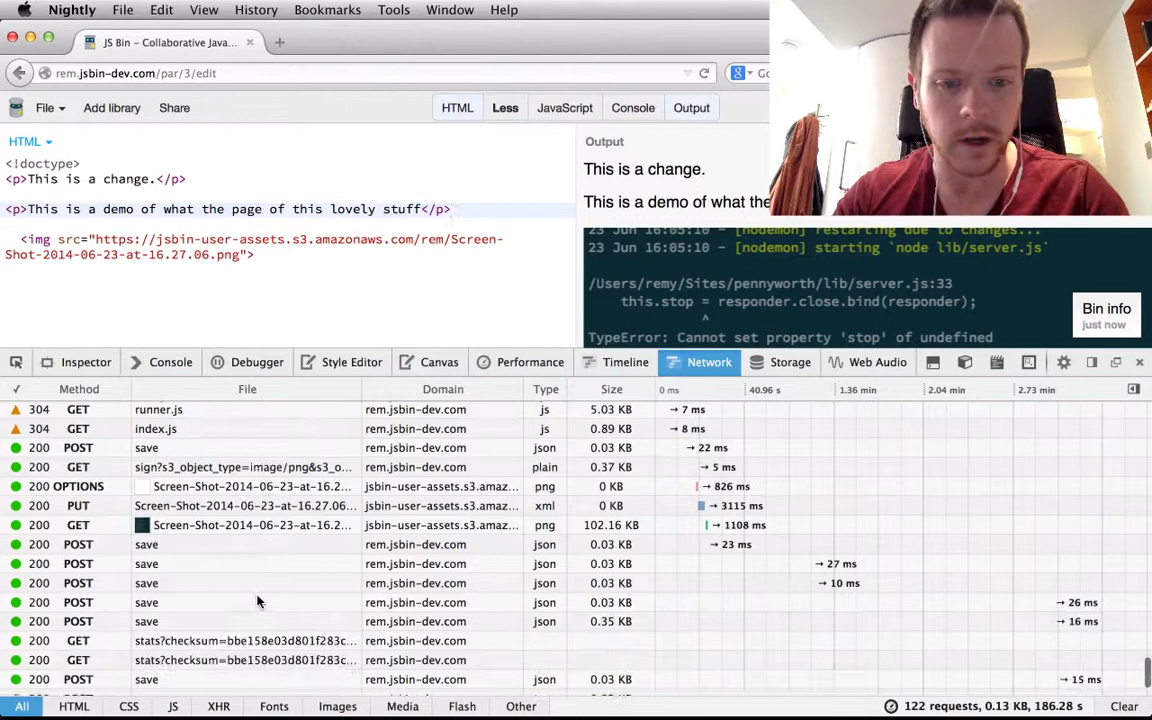 Nightly File Edit View History Bookmarks Tools Window Help
JS Bin – Collaborative Java...
rem.jsbin-dev.com/par/3/edit
File Add library Share HTML Less JavaScript Console Output
HTML
Output
<!doctype>
<p>This is a change.</p>
<p>This is a demo of what the page of this lovely stuff</p>
<img src="https://jsbin-user-assets.s3.amazonaws.com/rem/Screen-
Shot-2014-06-23-at-16.27.06.png">
This is a change.
This is a demo of what the
23 Jun 16:05:10 - [nodemon] restarting due to changes...
23 Jun 16:05:10 - [nodemon] starting `node lib/server.js`
/Users/remy/Sites/pennyworth/lib/server.js:33
this.stop = responder.close.bind(responder);
^
TypeError: Cannot set property 'stop' of undefined
Bin info
just now
Inspector Console Debugger Style Editor Canvas Performance Timeline Network Storage Web Audio
✓ Method File Domain Type Size 0 ms 40.96 s 1.36 min 2.04 min 2.73 min
304 GET runner.js rem.jsbin-dev.com js 5.03 KB → 7 ms
304 GET index.js rem.jsbin-dev.com js 0.89 KB → 8 ms
200 POST save rem.jsbin-dev.com json 0.03 KB → 22 ms
200 GET sign?s3_object_type=image/png&s3_o... rem.jsbin-dev.com plain 0.37 KB → 5 ms
200 OPTIONS Screen-Shot-2014-06-23-at-16.2... jsbin-user-assets.s3.amaz... png 0 KB → 826 ms
200 PUT Screen-Shot-2014-06-23-at-16.27.06... jsbin-user-assets.s3.amaz... xml 0 KB → 3115 ms
200 GET Screen-Shot-2014-06-23-at-16.2... jsbin-user-assets.s3.amaz... png 102.16 KB → 1108 ms
200 POST save rem.jsbin-dev.com json 0.03 KB → 23 ms
200 POST save rem.jsbin-dev.com json 0.03 KB → 27 ms
200 POST save rem.jsbin-dev.com json 0.03 KB → 10 ms
200 POST save rem.jsbin-dev.com json 0.03 KB → 26 ms
200 POST save rem.jsbin-dev.com json 0.35 KB → 16 ms
200 GET stats?checksum=bbe158e03d801f283c... rem.jsbin-dev.com
200 GET stats?checksum=bbe158e03d801f283c... rem.jsbin-dev.com
200 POST save rem.jsbin-dev.com json 0.03 KB → 15 ms
All HTML CSS JS XHR Fonts Images Media Flash Other 122 requests, 0.13 KB, 186.28 s Clear